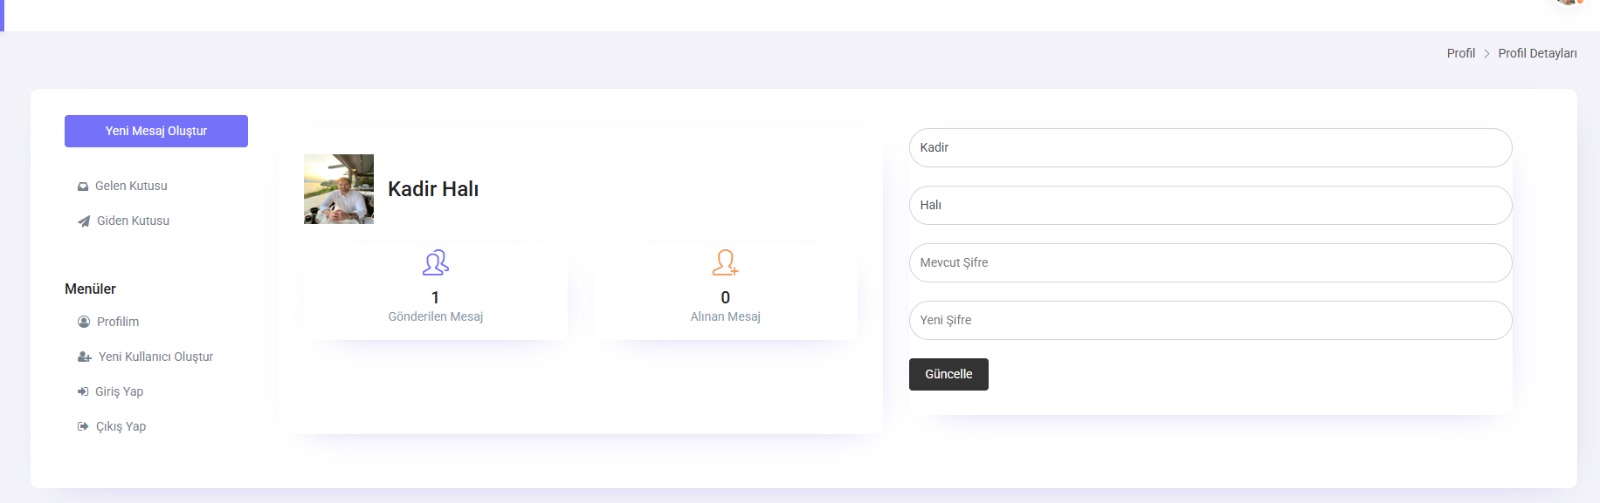 Profil > Profil Detayları
Yeni Mesaj Oluştur
Gelen Kutusu
Giden Kutusu
Menüler
Profilim
Yeni Kullanıcı Oluştur
Giriş Yap
Çıkış Yap
Kadir Halı
1
Gönderilen Mesaj
0
Alınan Mesaj
Kadir
Halı
Mevcut Şifre
Yeni Şifre
Güncelle